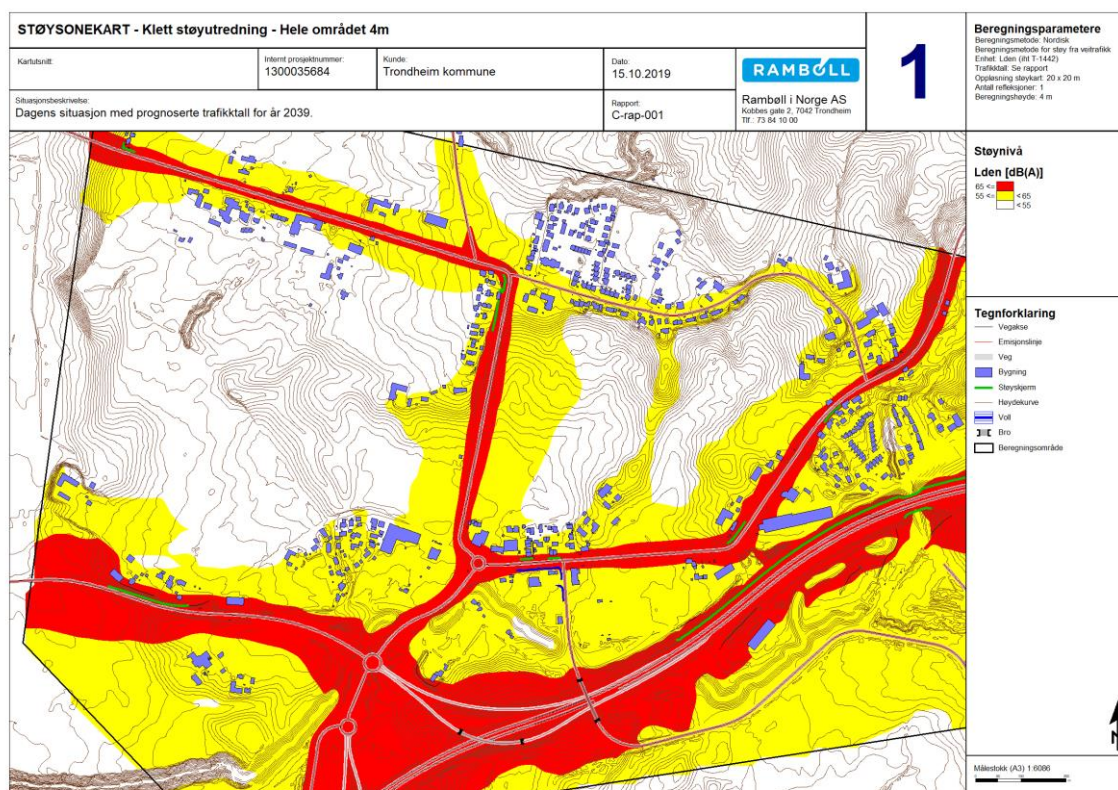 STØYSONEKART - Klett støyutredning - Hele området 4m
Kartutsnitt:
Internt prosjektnummer:
1300035684
Kunde:
Trondheim kommune
Dato:
15.10.2019
Situasjonsbeskrivelse:
Dagens situasjon med prognoserte trafikktall for år 2039.
Rapport:
C-rap-001
RAMBOLL
Rambøll i Norge AS
Kobbes gate 2, 7042 Trondheim
Tlf.: 73 84 10 00
1
Beregningsparametere
Beregningsmetode: Nordisk
Beregningsmetode for støy fra veitrafikk
Enhet: Lden (iht T-1442)
Trafikktall: Se rapport
Oppløsning støykart: 20 x 20 m
Antall refleksjoner: 1
Beregningshøyde: 4 m
Støynivå
Lden [dB(A)]
65 <=
55 <= < 65
< 55
Tegnforklaring
Vegakse
Emisjonslinje
Veg
Bygning
Støyskjerm
Høydekurve
Voll
Bro
Beregningsområde
N
Målestokk (A3) 1:6086